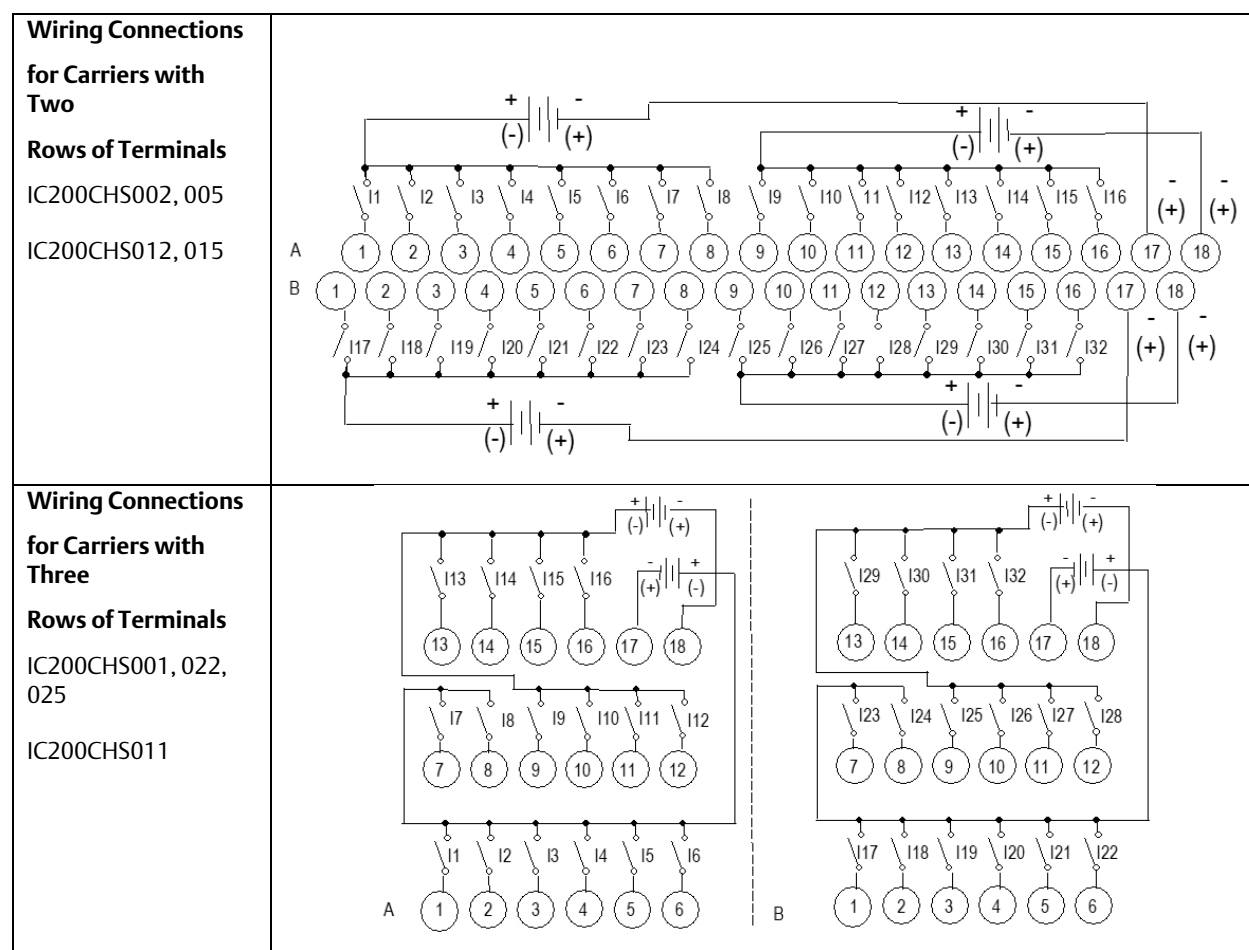 Wiring Connections
for Carriers with
Two
Rows of Terminals
IC200CHS002, 005
IC200CHS012, 015
+ - + -
(-) (+) (-) (+)
I1 I2 I3 I4 I5 I6 I7 I8 I9 I10 11 I12 I13 I14 I15 I16 - -
(+) (+)
A 1 2 3 4 5 6 7 8 9 10 11 12 13 14 15 16 17 18
B 1 2 3 4 5 6 7 8 9 10 11 12 13 14 15 16 17 18
I17 I18 I19 I20 I21 I22 I23 I24 I25 I26 I27 I28 I29 I30 I31 I32 - -
(+) (+)
+ - + -
(-) (+) (-) (+)
Wiring Connections
for Carriers with
Three
Rows of Terminals
IC200CHS001, 022,
025
IC200CHS011
+ -
(-) (+)
I13 I14 I15 I16 - +
(+) (-)
13 14 15 16 17 18
I7 I8 I9 I10 I11 I12
7 8 9 10 11 12
I1 I2 I3 I4 I5 I6
A 1 2 3 4 5 6
+ -
(-) (+)
I29 I30 I31 I32 - +
(+) (-)
13 14 15 16 17 18
I23 I24 I25 I26 I27 I28
7 8 9 10 11 12
I17 I18 I19 I20 I21 I22
B 1 2 3 4 5 6